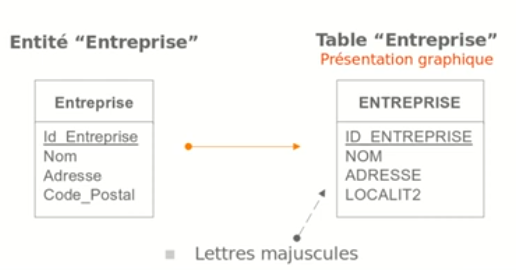 Entité “Entreprise”
Table “Entreprise”
Présentation graphique
Entreprise
Id_Entreprise
Nom
Adresse
Code_Postal
ENTREPRISE
ID_ENTREPRISE
NOM
ADRESSE
LOCALIT2
Lettres majuscules